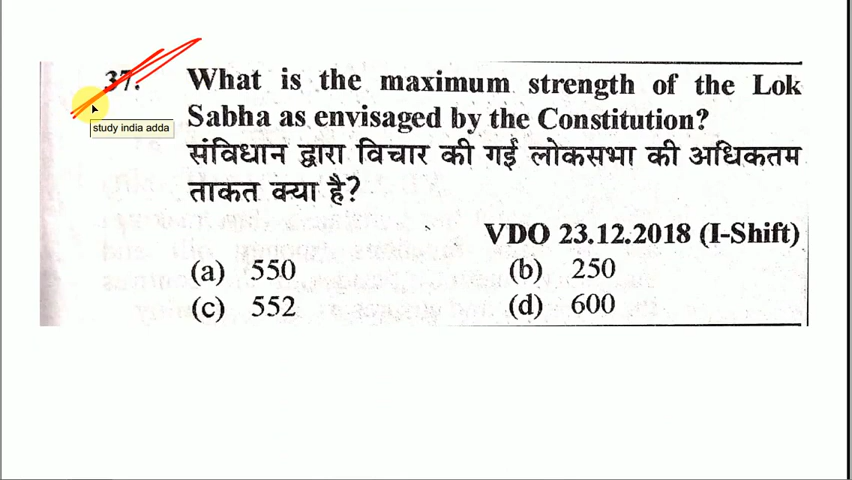 37. What is the maximum strength of the Lok
Sabha as envisaged by the Constitution?
study india adda
संविधान द्वारा विचार की गई लोकसभा की अधिकतम
ताकत क्या है?
VDO 23.12.2018 (I-Shift)
(a) 550 (b) 250
(c) 552 (d) 600